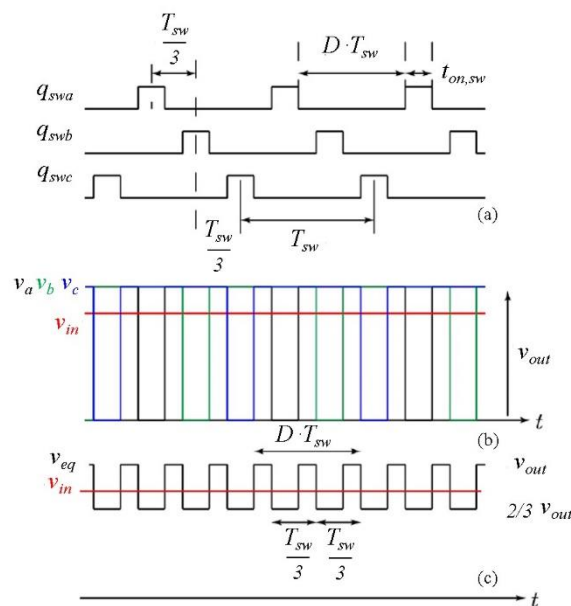 T_sw/3
D·T_sw
t_on,sw
q_swa
q_swb
q_swc
T_sw/3
T_sw
(a)
v_a v_b v_c
v_in
v_out
t
(b)
D·T_sw
v_eq
v_out
v_in
2/3 v_out
T_sw/3 T_sw/3
(c)
t